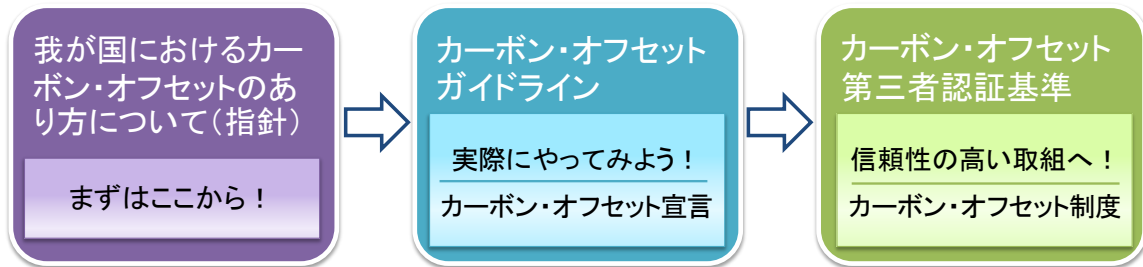 我が国におけるカー
ボン・オフセットのあ
り方について（指針）
まずはここから！
カーボン・オフセット
ガイドライン
実際にやってみよう！
カーボン・オフセット宣言
カーボン・オフセット
第三者認証基準
信頼性の高い取組へ！
カーボン・オフセット制度